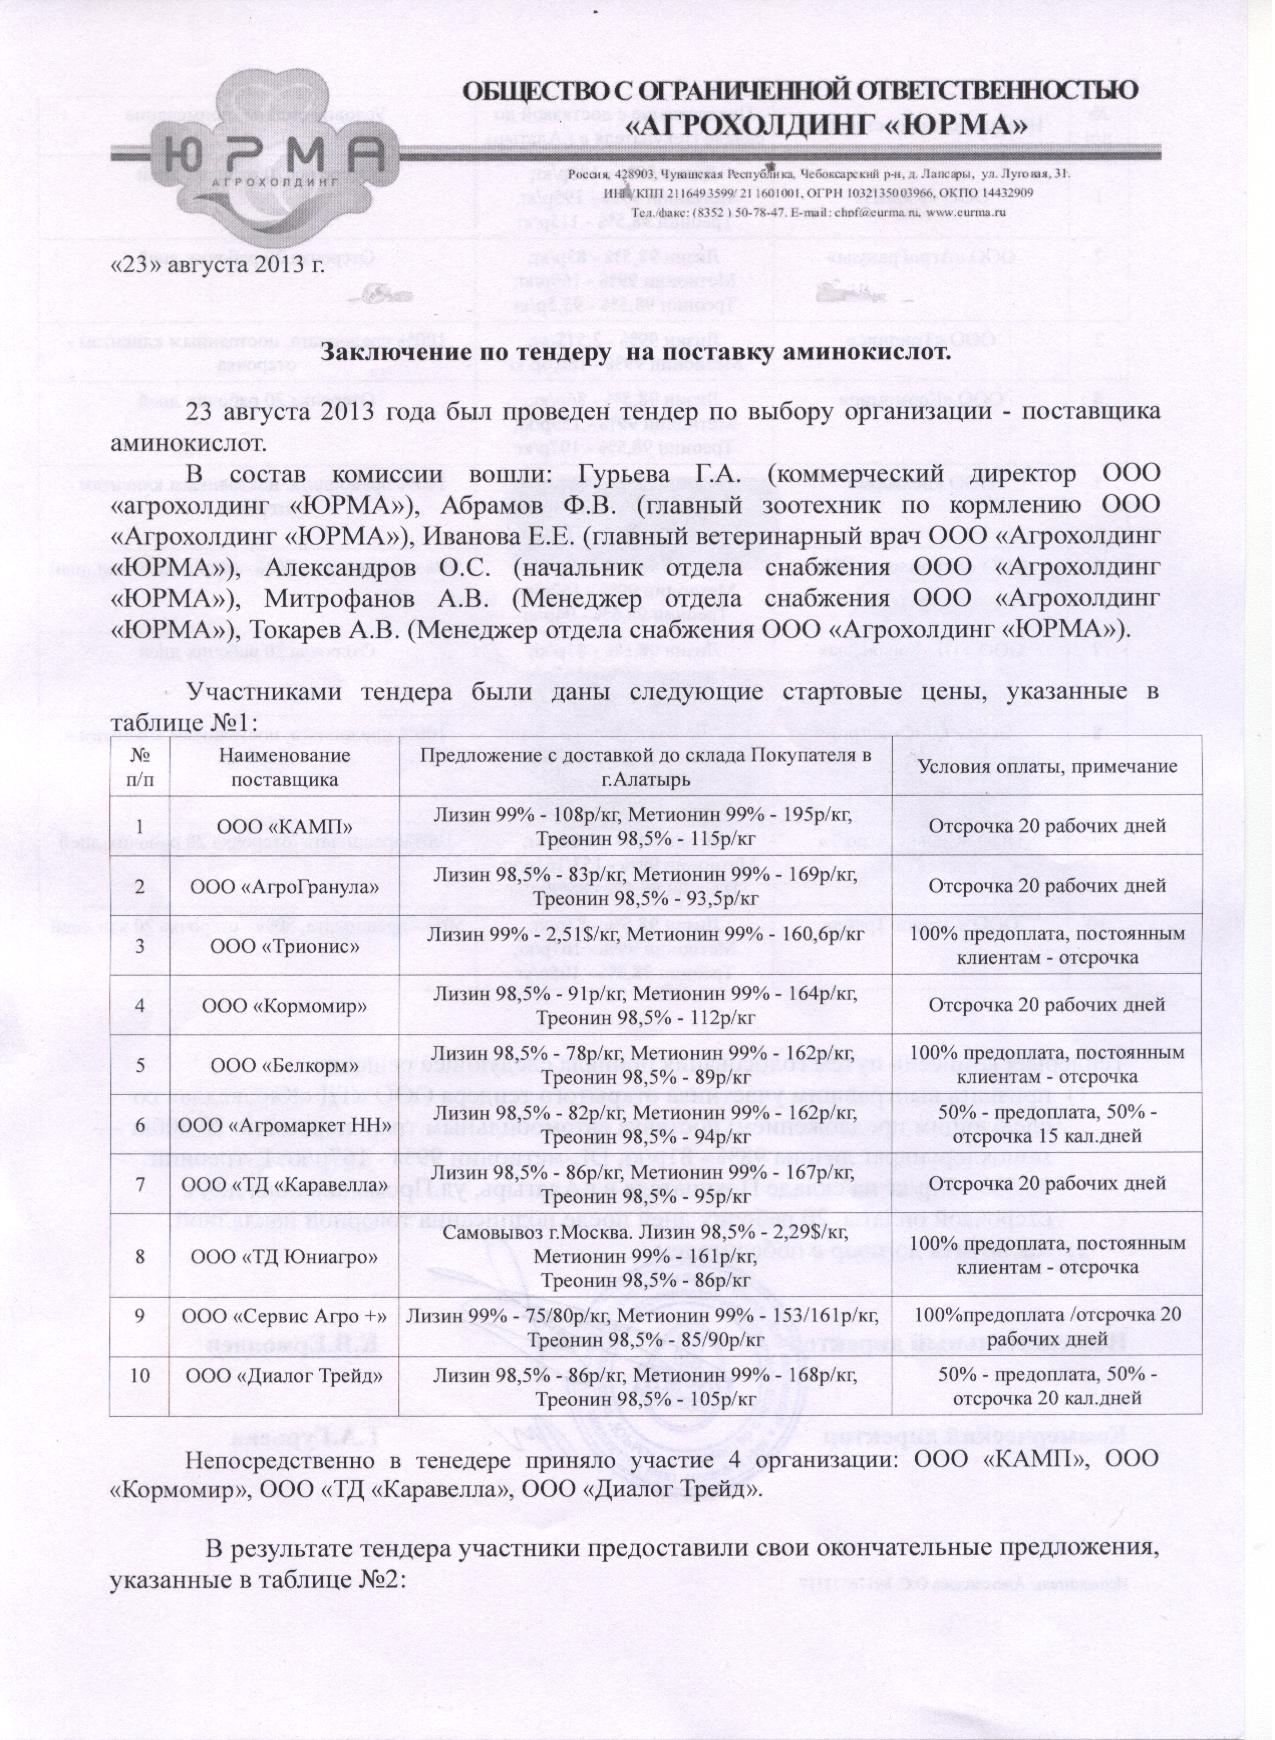 ЮРМА
АГРОХОЛДИНГ
ОБЩЕСТВО С ОГРАНИЧЕННОЙ ОТВЕТСТВЕННОСТЬЮ
«АГРОХОЛДИНГ «ЮРМА»
Россия, 428903, Чувашская Республика, Чебоксарский р-н, д. Лапсары, ул. Луговая, 31.
ИНН/КПП 2116493599/211601001, ОГРН 1032135003966, ОКПО 14432909
Тел./факс: (8352 ) 50-78-47. E-mail: chpf@eurma.ru, www.eurma.ru
«23» августа 2013 г.
Заключение по тендеру на поставку аминокислот.
23 августа 2013 года был проведен тендер по выбору организации - поставщика
аминокислот.
В состав комиссии вошли: Гурьева Г.А. (коммерческий директор ООО
«агрохолдинг «ЮРМА»), Абрамов Ф.В. (главный зоотехник по кормлению ООО
«Агрохолдинг «ЮРМА»), Иванова Е.Е. (главный ветеринарный врач ООО «Агрохолдинг
«ЮРМА»), Александров О.С. (начальник отдела снабжения ООО «Агрохолдинг
«ЮРМА»), Митрофанов А.В. (Менеджер отдела снабжения ООО «Агрохолдинг
«ЮРМА»), Токарев А.В. (Менеджер отдела снабжения ООО «Агрохолдинг «ЮРМА»).
Участниками тендера были даны следующие стартовые цены, указанные в
таблице №1:
№ п/п Наименование поставщика Предложение с доставкой до склада Покупателя в г.Алатырь Условия оплаты, примечание
1 ООО «КАМП» Лизин 99% - 108р/кг, Метионин 99% - 195р/кг, Треонин 98,5% - 115р/кг Отсрочка 20 рабочих дней
2 ООО «АгроГранула» Лизин 98,5% - 83р/кг, Метионин 99% - 169р/кг, Треонин 98,5% - 93,5р/кг Отсрочка 20 рабочих дней
3 ООО «Трионис» Лизин 99% - 2,51$/кг, Метионин 99% - 160,6р/кг 100% предоплата, постоянным клиентам - отсрочка
4 ООО «Кормомир» Лизин 98,5% - 91р/кг, Метионин 99% - 164р/кг, Треонин 98,5% - 112р/кг Отсрочка 20 рабочих дней
5 ООО «Белкорм» Лизин 98,5% - 78р/кг, Метионин 99% - 162р/кг, Треонин 98,5% - 89р/кг 100% предоплата, постоянным клиентам - отсрочка
6 ООО «Агромаркет НН» Лизин 98,5% - 82р/кг, Метионин 99% - 162р/кг, Треонин 98,5% - 94р/кг 50% - предоплата, 50% - отсрочка 15 кал.дней
7 ООО «ТД «Каравелла» Лизин 98,5% - 86р/кг, Метионин 99% - 167р/кг, Треонин 98,5% - 95р/кг Отсрочка 20 рабочих дней
8 ООО «ТД Юниагро» Самовывоз г.Москва. Лизин 98,5% - 2,29$/кг, Метионин 99% - 161р/кг, Треонин 98,5% - 86р/кг 100% предоплата, постоянным клиентам - отсрочка
9 ООО «Сервис Агро +» Лизин 99% - 75/80р/кг, Метионин 99% - 153/161р/кг, Треонин 98,5% - 85/90р/кг 100%предоплата /отсрочка 20 рабочих дней
10 ООО «Диалог Трейд» Лизин 98,5% - 86р/кг, Метионин 99% - 168р/кг, Треонин 98,5% - 105р/кг 50% - предоплата, 50% - отсрочка 20 кал.дней
Непосредственно в тенедере приняло участие 4 организации: ООО «КАМП», ООО
«Кормомир», ООО «ТД «Каравелла», ООО «Диалог Трейд».
В результате тендера участники предоставили свои окончательные предложения,
указанные в таблице №2: